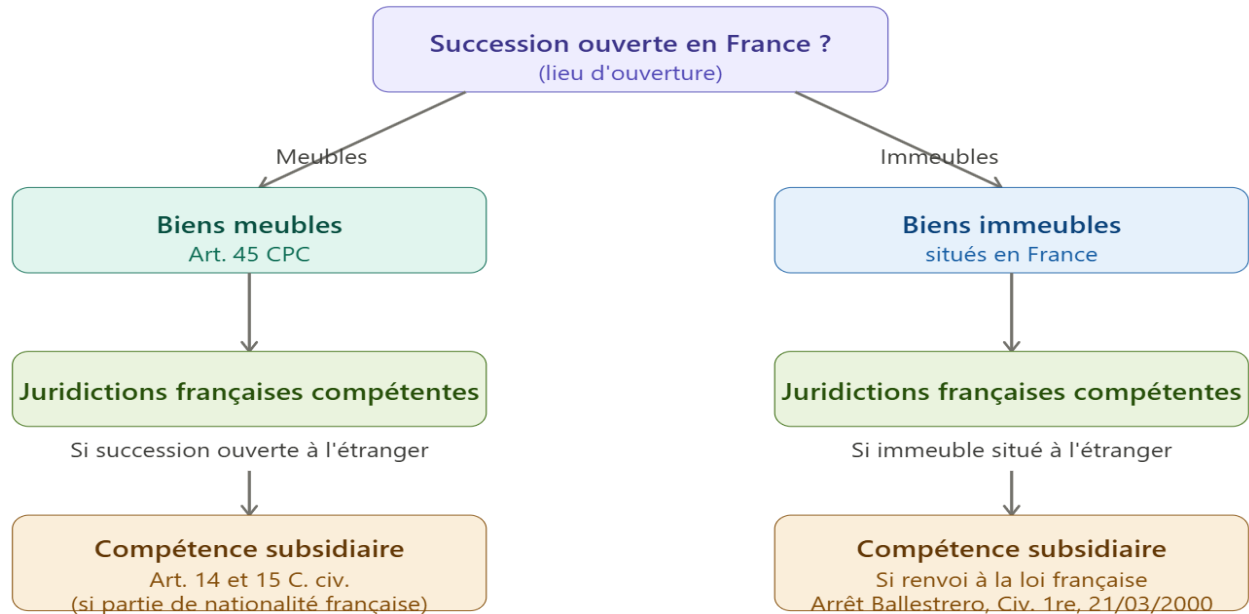 Succession ouverte en France ?
(lieu d'ouverture)
Meubles
Immeubles
Biens meubles
Art. 45 CPC
Biens immeubles
situés en France
Juridictions françaises compétentes
Juridictions françaises compétentes
Si succession ouverte à l'étranger
Si immeuble situé à l'étranger
Compétence subsidiaire
Art. 14 et 15 C. civ.
(si partie de nationalité française)
Compétence subsidiaire
Si renvoi à la loi française
Arrêt Ballestrero, Civ. 1re, 21/03/2000